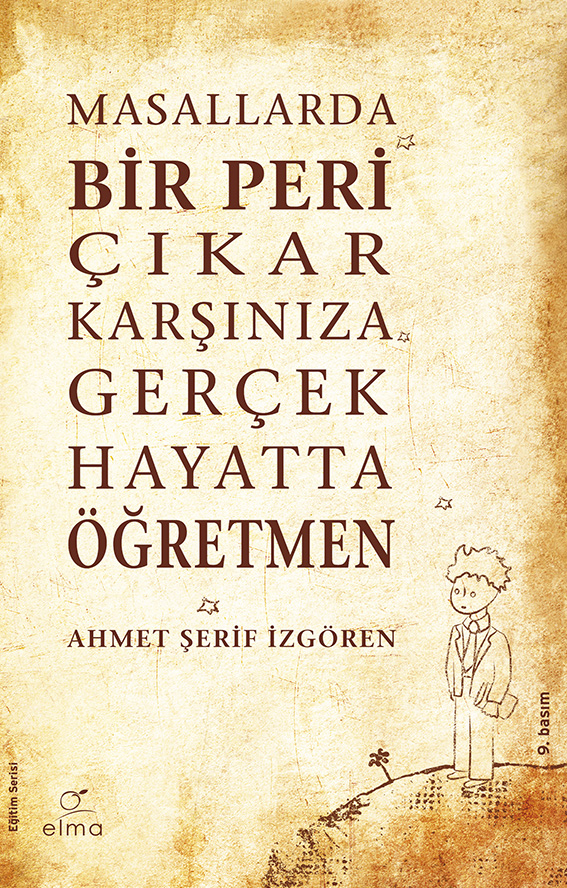 MASALLARDA
BİR PERİ
ÇIKAR
KARŞINIZA
GERÇEK
HAYATTA
ÖĞRETMEN
AHMET ŞERİF İZGÖREN
9. basım
Eğitim Serisi
elma